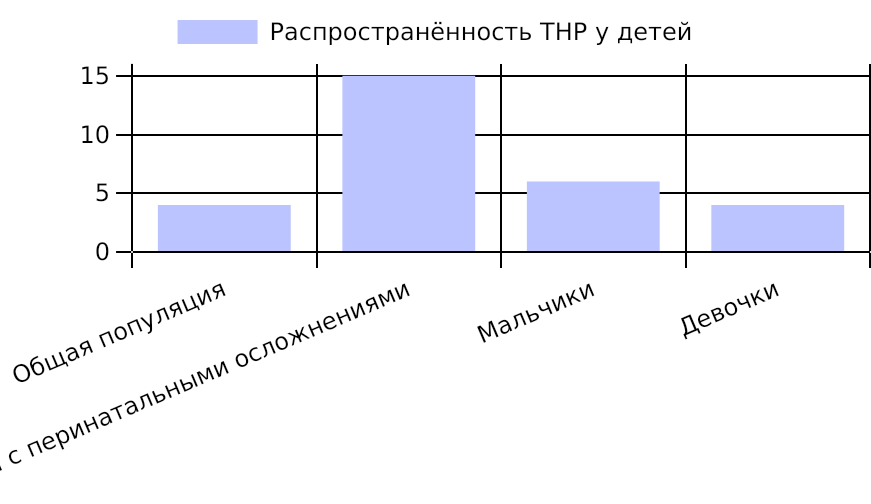 Распространённость ТНР у детей
15
10
5
0
Общая популяция
с перинатальными осложнениями
Мальчики
Девочки